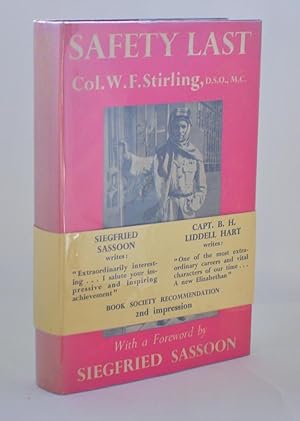 SAFETY LAST
Col. W. F. Stirling, D.S.O., M.C.
SIEGFRIED
SASSOON
writes:
"Extraordinarily interest-
ing . . . I salute your im-
pressive and inspiring
achievement"
CAPT. B. H.
LIDDELL HART
writes:
"One of the most extra-
ordinary careers and vital
characters of our time . . .
A new Elizabethan"
BOOK SOCIETY RECOMMENDATION
2nd impression
With a Foreword by
SIEGFRIED SASSOON